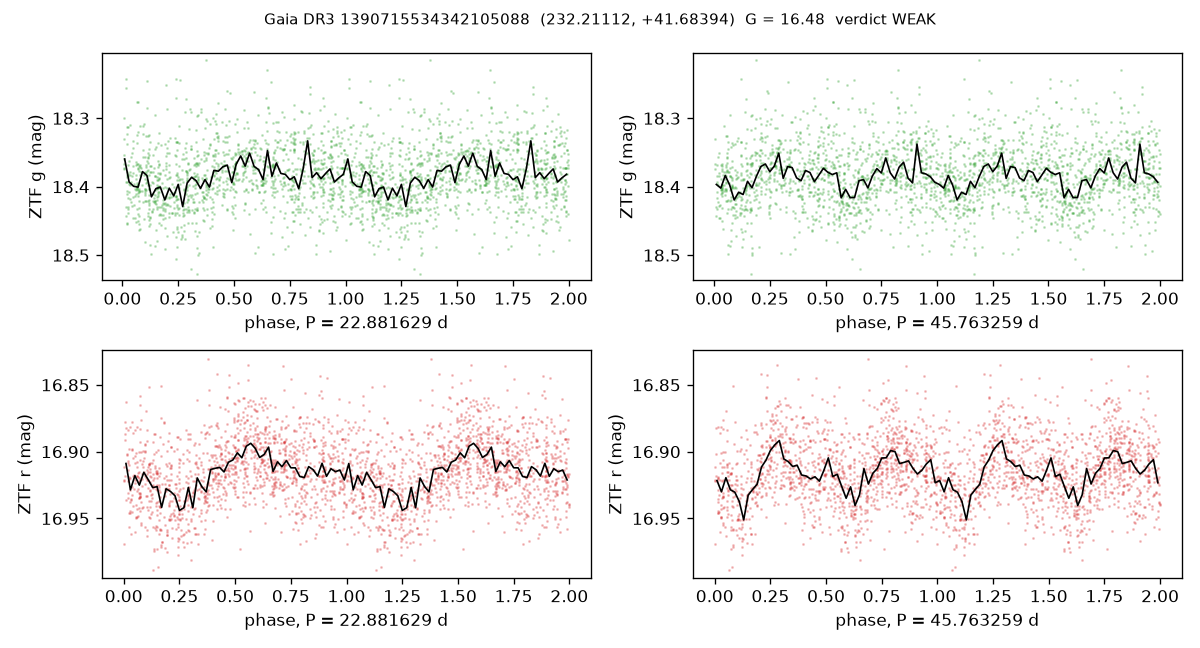 Gaia DR3 1390715534342105088  (232.21112, +41.68394)  G = 16.48  verdict WEAK
ZTF g (mag)
18.3
18.4
18.5
0.00 0.25 0.50 0.75 1.00 1.25 1.50 1.75 2.00
phase, P = 22.881629 d
ZTF g (mag)
18.3
18.4
18.5
0.00 0.25 0.50 0.75 1.00 1.25 1.50 1.75 2.00
phase, P = 45.763259 d
ZTF r (mag)
16.85
16.90
16.95
0.00 0.25 0.50 0.75 1.00 1.25 1.50 1.75 2.00
phase, P = 22.881629 d
ZTF r (mag)
16.85
16.90
16.95
0.00 0.25 0.50 0.75 1.00 1.25 1.50 1.75 2.00
phase, P = 45.763259 d